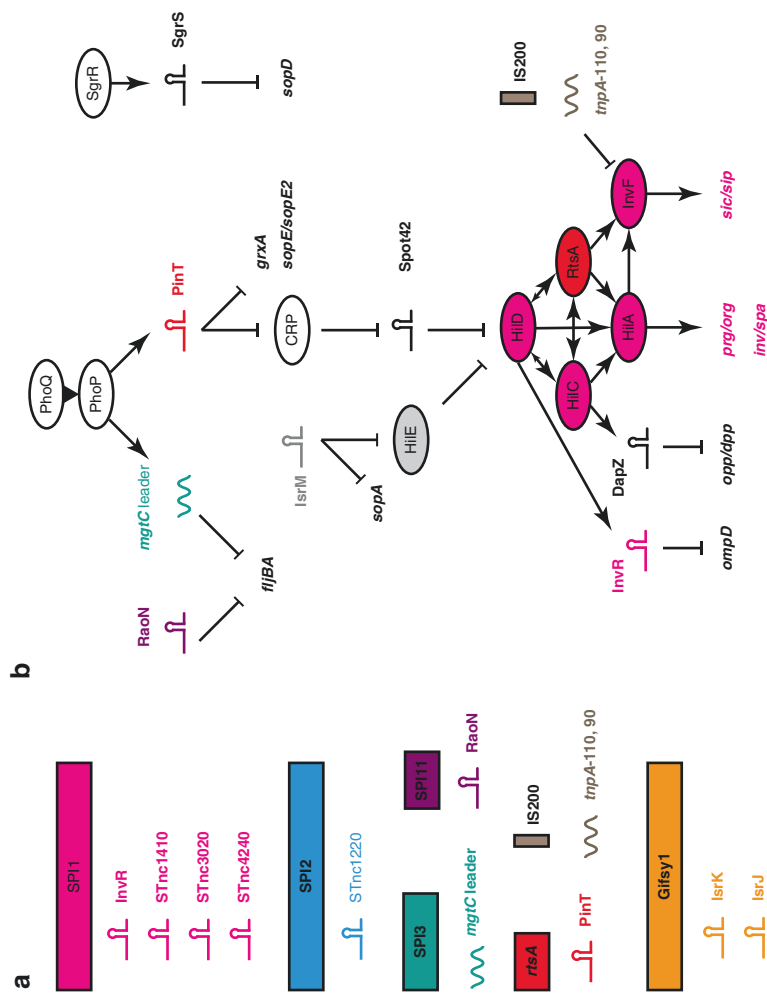 a
SPI1
InvR
STnc1410
STnc3020
STnc4240
SPI2
STnc1220
SPI3
mgtC leader
SPI11
RaoN
rtsA
PinT
IS200
tnpA-110, 90
Gifsy1
IsrK
IsrJ
b
PhoQ
PhoP
SgrR
SgrS
sopD
RaoN
mgtC leader
PinT
fljBA
grxA
sopE/sopE2
CRP
IsrM
sopA
HilE
Spot42
HilD
HilC
RtsA
HilA
InvF
IS200
tnpA-110, 90
InvR
DapZ
ompD
opp/dpp
prg/org
inv/spa
sic/sip